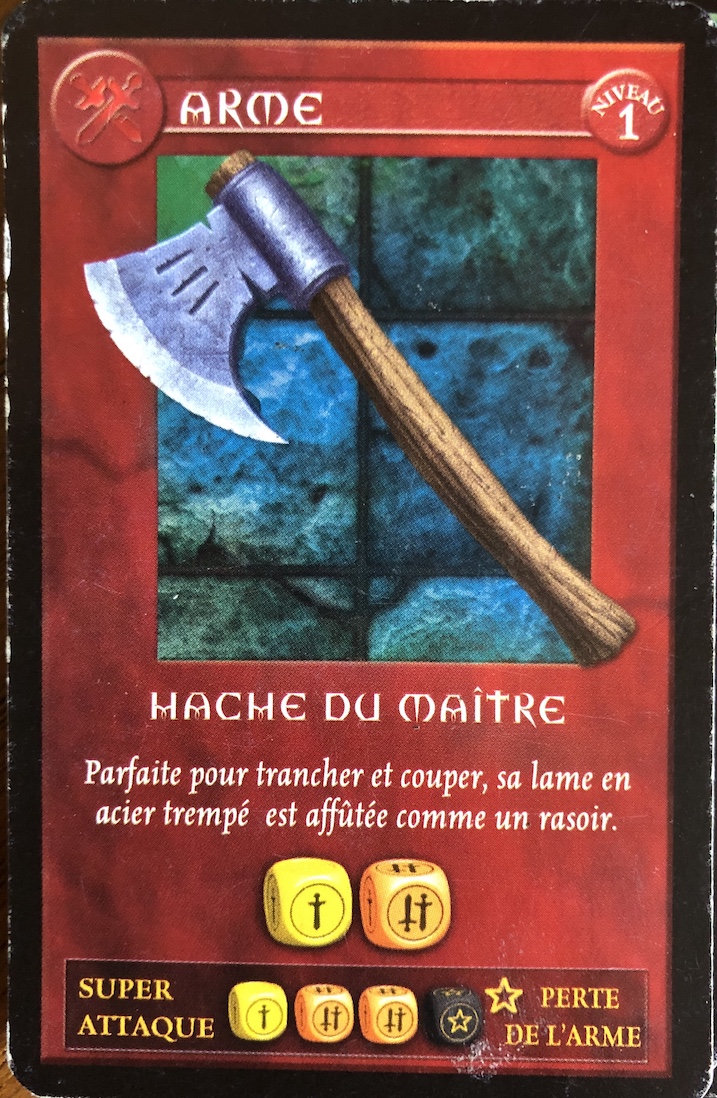 ARME
NIVEAU
1
HACHE DU MAÎTRE
Parfaite pour trancher et couper, sa lame en
acier trempé est affûtée comme un rasoir.
SUPER
ATTAQUE
PERTE
DE L'ARME